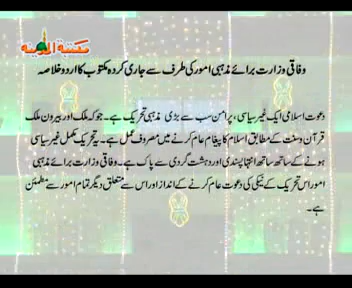 مکتبۃ المدینہ
وفاقی وزارت برائے مذہبی امور کی طرف سے جاری کردہ مکتوب کا اردو خلاصہ
دعوت اسلامی ایک غیر سیاسی، پرامن سب سے بڑی مذہبی تحریک ہے۔ جو کہ ملک اور بیرون ملک
قرآن و سنت کے مطابق اسلام کا پیغام عام کرنے میں مصروف عمل ہے۔ یہ تحریک مکمل غیر سیاسی
ہونے کے ساتھ ساتھ انتہا پسندی اور دہشت گردی سے پاک ہے۔ وفاقی وزارت برائے مذہبی
امور اس تحریک کے نیکی کی دعوت عام کرنے کے انداز اور اس سے متعلق دیگر تمام امور سے مطمئن
ہے۔